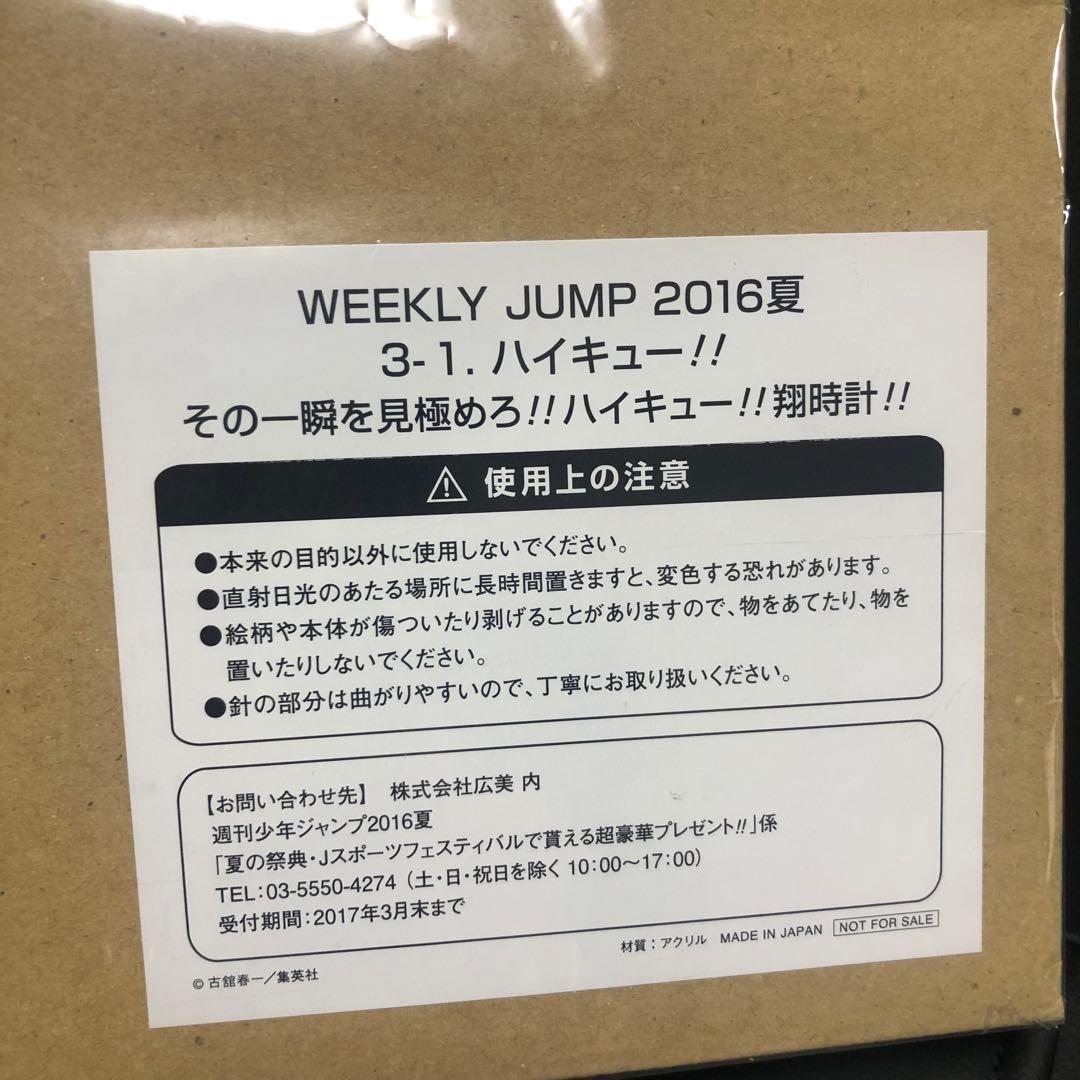 WEEKLY JUMP 2016夏
3-1. ハイキュー!!
その一瞬を見極めろ!!ハイキュー!!翔時計!!
⚠ 使用上の注意
●本来の目的以外に使用しないでください。
●直射日光のあたる場所に長時間置きますと、変色する恐れがあります。
●絵柄や本体が傷ついたり剥げることがありますので、物をあてたり、物を
置いたりしないでください。
●針の部分は曲がりやすいので、丁寧にお取り扱いください。
【お問い合わせ先】 株式会社広美 内
週刊少年ジャンプ2016夏
「夏の祭典・Jスポーツフェスティバルで貰える超豪華プレゼント!!」係
TEL:03-5550-4274 (土・日・祝日を除く 10:00～17:00)
受付期間:2017年3月末まで
材質:アクリル MADE IN JAPAN NOT FOR SALE
©古舘春一/集英社